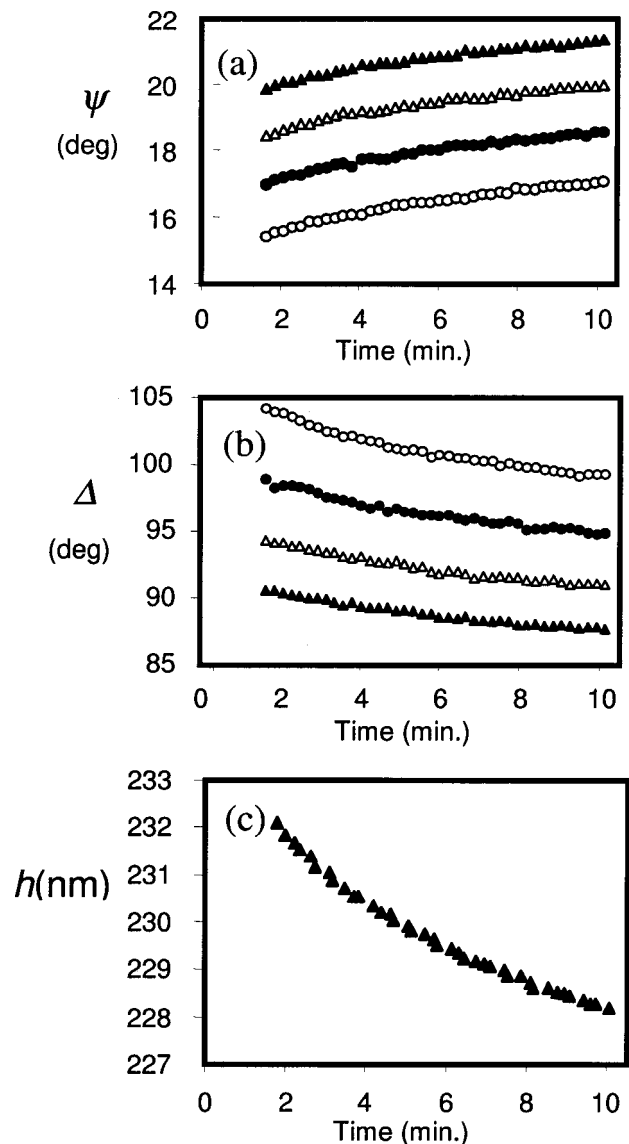 22
(a)
ψ
20
(deg)
18
16
14
0 2 4 6 8 10
Time (min.)
105
(b)
100
Δ
95
(deg)
90
85
0 2 4 6 8 10
Time (min.)
233
(c)
232
231
h(nm)
230
229
228
227
0 2 4 6 8 10
Time (min.)